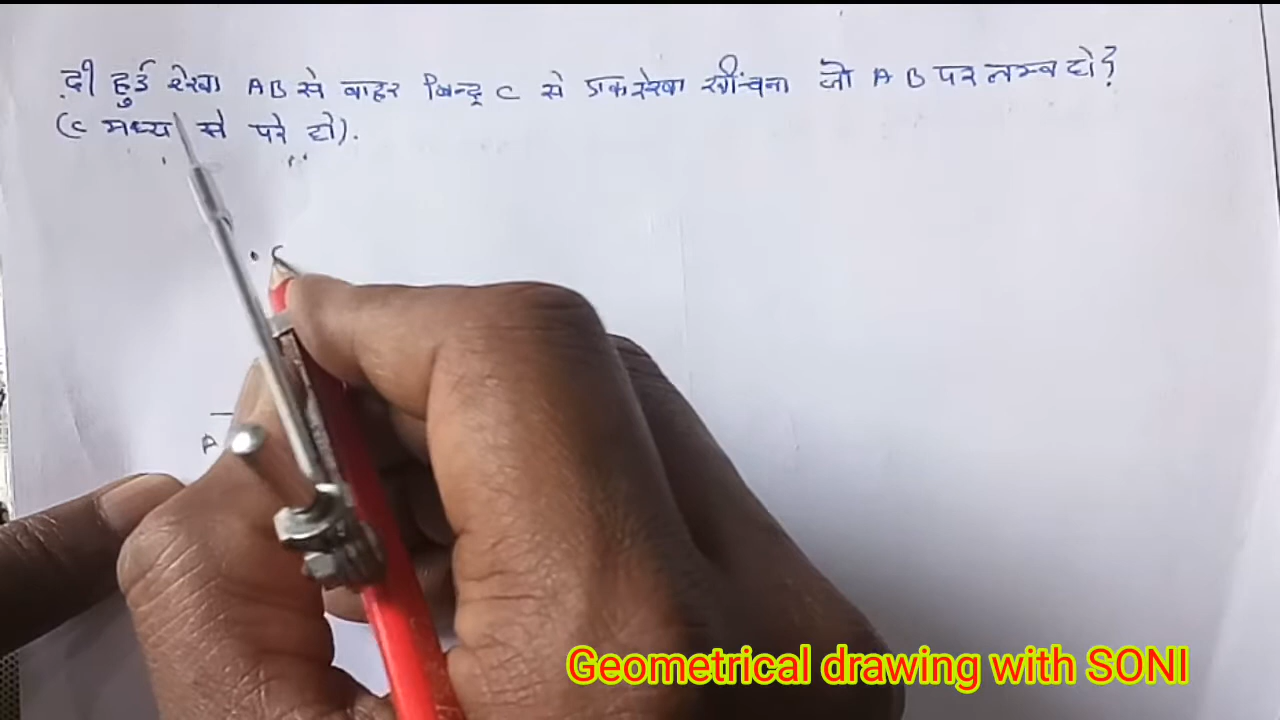 दी हुई रेखा AB से बाहर बिन्दू C से एक रेखा खींचना जो AB पर लम्ब हो?
(C मध्य से परे हो).
C
A
Geometrical drawing with SONI